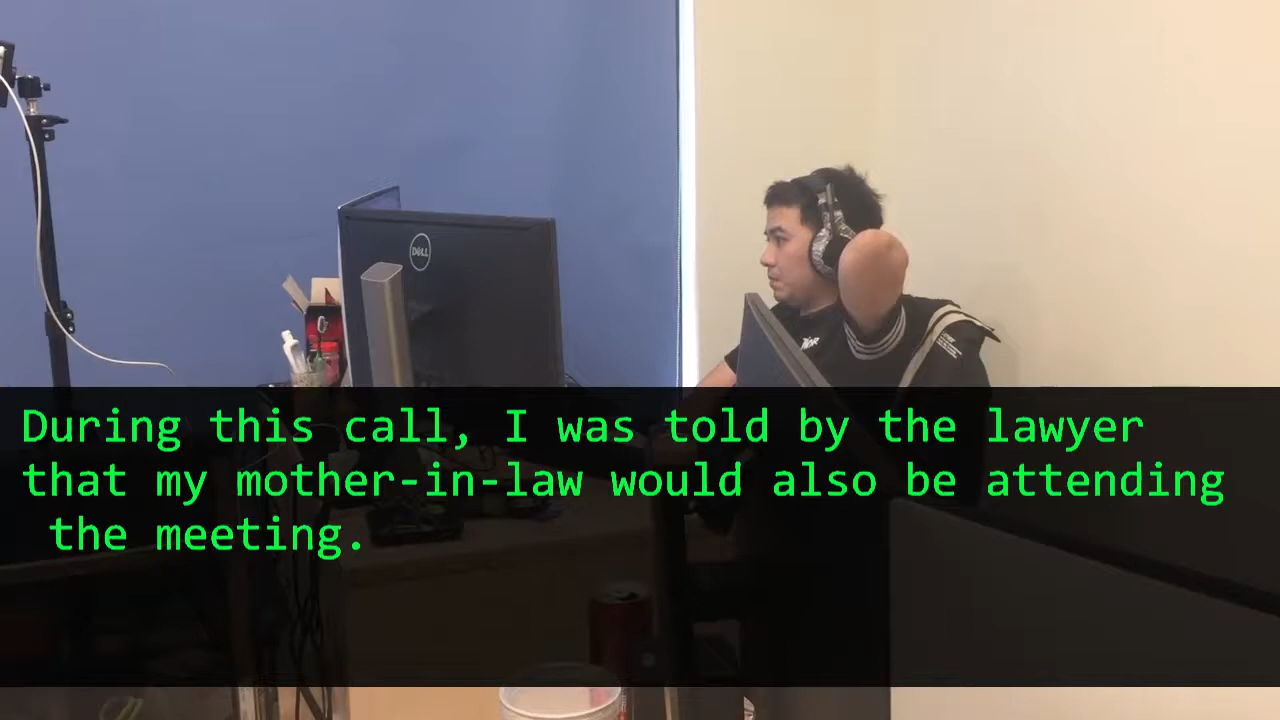 DELL
During this call, I was told by the lawyer
that my mother-in-law would also be attending
the meeting.